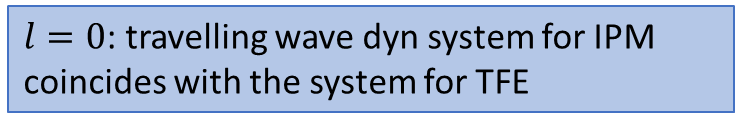 l = 0: travelling wave dyn system for IPM
coincides with the system for TFE